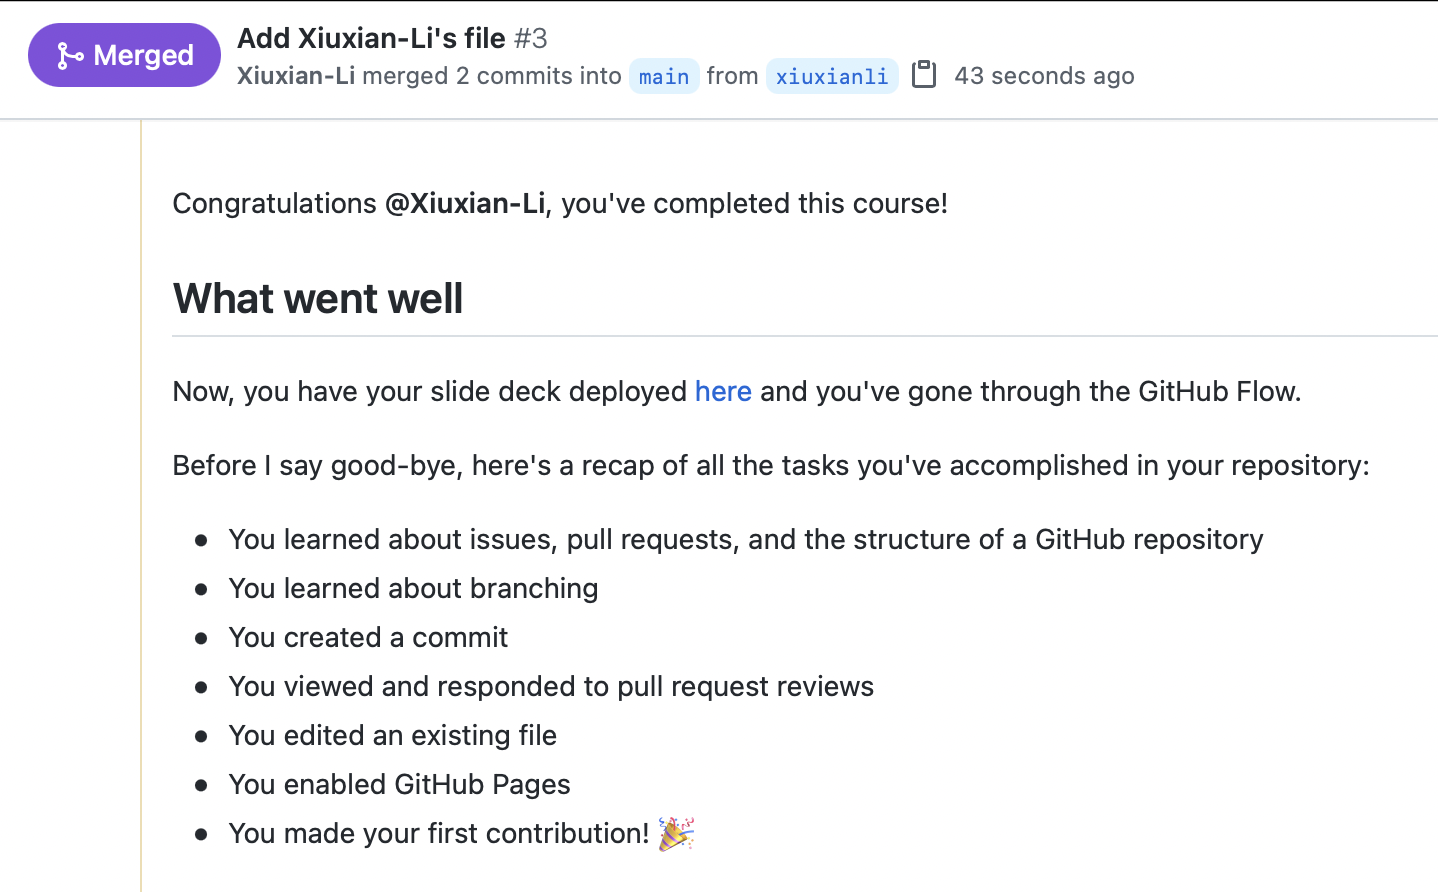 Merged
Add Xiuxian-Li's file #3
Xiuxian-Li merged 2 commits into main from xiuxianli 43 seconds ago
Congratulations @Xiuxian-Li, you've completed this course!
What went well
Now, you have your slide deck deployed here and you've gone through the GitHub Flow.
Before I say good-bye, here's a recap of all the tasks you've accomplished in your repository:
● You learned about issues, pull requests, and the structure of a GitHub repository
● You learned about branching
● You created a commit
● You viewed and responded to pull request reviews
● You edited an existing file
● You enabled GitHub Pages
● You made your first contribution! 🎉